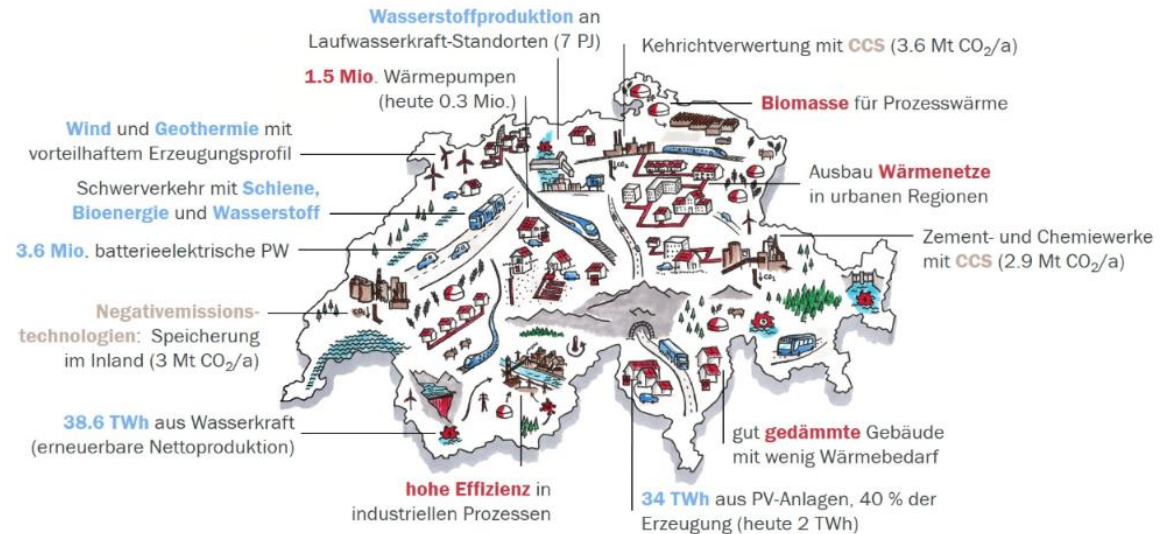 Wasserstoffproduktion an
Laufwasserkraft-Standorten (7 PJ)
Kehrichtverwertung mit CCS (3.6 Mt CO₂/a)
1.5 Mio. Wärmepumpen
(heute 0.3 Mio.)
Biomasse für Prozesswärme
Wind und Geothermie mit
vorteilhaftem Erzeugungsprofil
Ausbau Wärmenetze
in urbanen Regionen
Schwerverkehr mit Schiene,
Bioenergie und Wasserstoff
3.6 Mio. batterieelektrische PW
Zement- und Chemiewerke
mit CCS (2.9 Mt CO₂/a)
Negativemissions-
technologien: Speicherung
im Inland (3 Mt CO₂/a)
38.6 TWh aus Wasserkraft
(erneuerbare Nettoproduktion)
hohe Effizienz in
industriellen Prozessen
gut gedämmte Gebäude
mit wenig Wärmebedarf
34 TWh aus PV-Anlagen, 40 % der
Erzeugung (heute 2 TWh)
CO₂
CO₂
CO₂